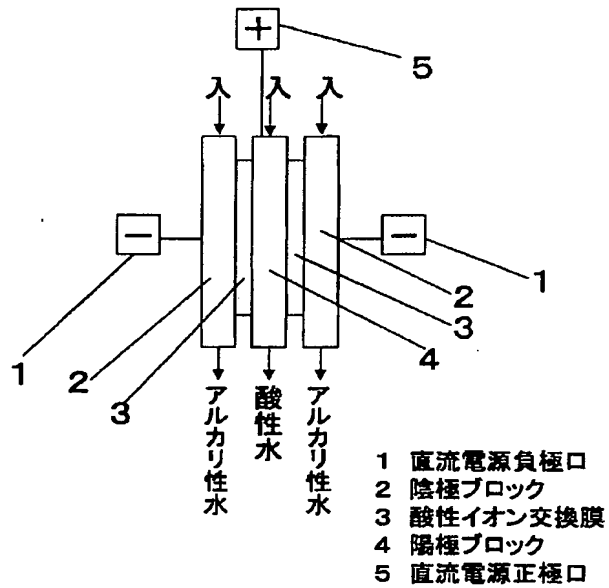 +
5
入 入 入
− −
1
2
3
4
1 2 3
アルカリ性水 酸性水 アルカリ性水
1 直流電源負極口
2 陰極ブロック
3 酸性イオン交換膜
4 陽極ブロック
5 直流電源正極口